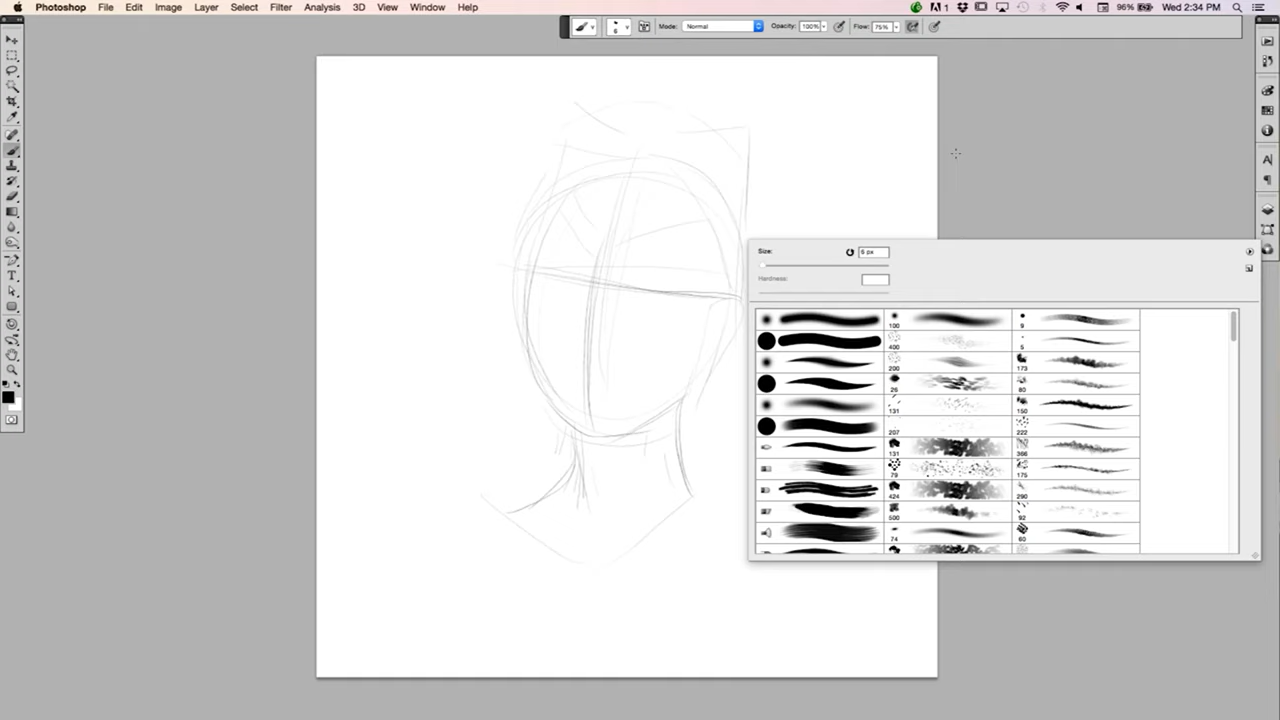 Photoshop File Edit Image Layer Select Filter Analysis 3D View Window Help 1 96% Wed 2:34 PM
6 Mode: Normal Opacity: 100% Flow: 75%
Size: 6 px
Hardness:
100 9
400 5
200 173
26 80
131 150
207 222
131 366
79 175
424 290
500 92
74 60